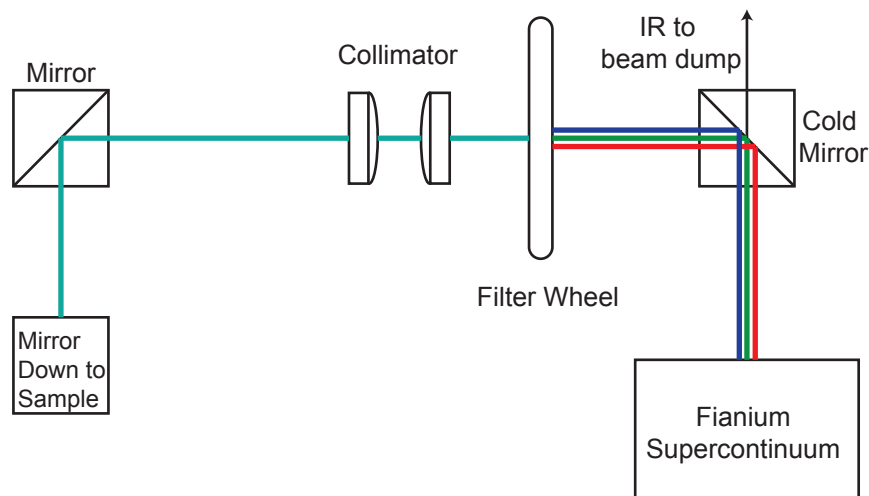 IR to
beam dump
Collimator
Mirror
Cold
Mirror
Filter Wheel
Mirror
Down to
Sample
Fianium
Supercontinuum